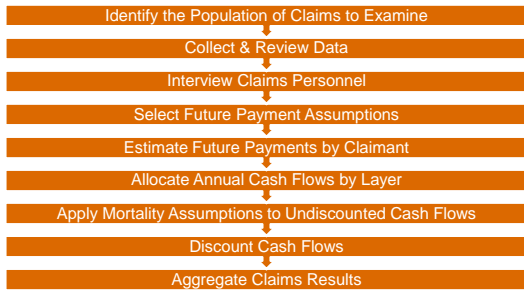 Identify the Population of Claims to Examine
Collect & Review Data
Interview Claims Personnel
Select Future Payment Assumptions
Estimate Future Payments by Claimant
Allocate Annual Cash Flows by Layer
Apply Mortality Assumptions to Undiscounted Cash Flows
Discount Cash Flows
Aggregate Claims Results